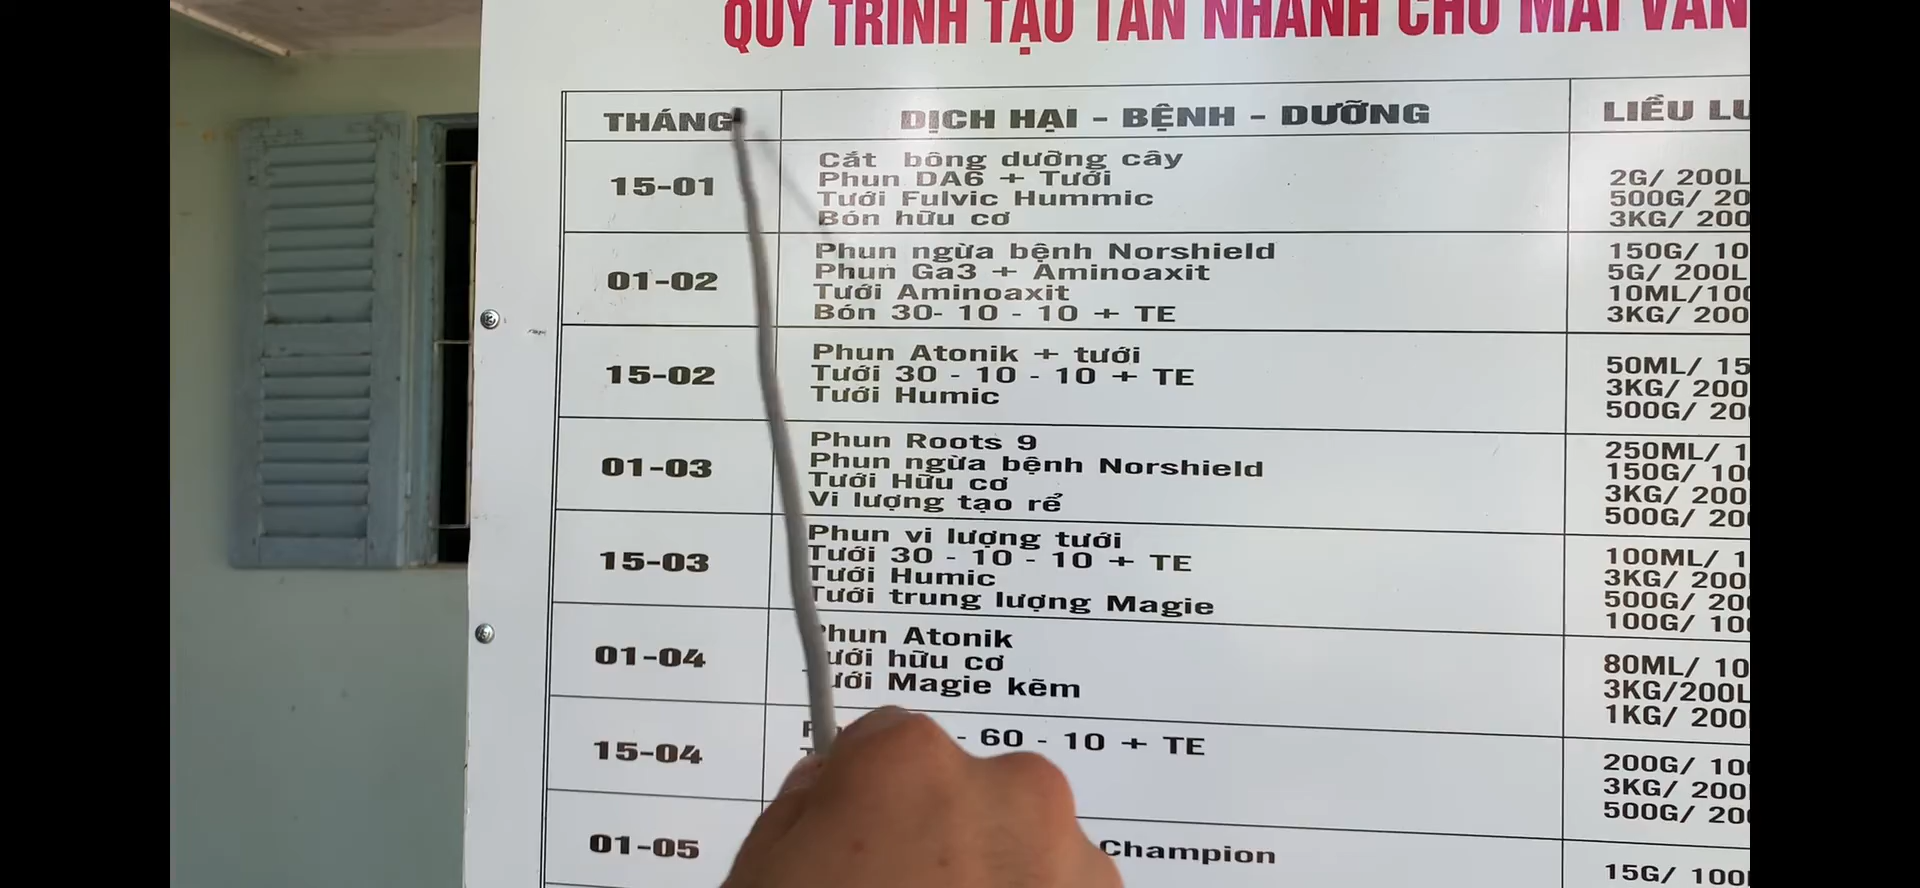 QUY TRÌNH TẠO TÁN NHANH CHO MAI VÀN
THÁNG
DỊCH HẠI - BỆNH - DƯỠNG
LIỀU LƯ
15-01
Cắt bông dưỡng cây
Phun DA6 + Tưới
Tưới Fulvic Hummic
Bón hữu cơ
2G/ 200L
500G/ 20
3KG/ 200
01-02
Phun ngừa bệnh Norshield
Phun Ga3 + Aminoaxit
Tưới Aminoaxit
Bón 30- 10 - 10 + TE
150G/ 10
5G/ 200L
10ML/100
3KG/ 200
15-02
Phun Atonik + tưới
Tưới 30 - 10 - 10 + TE
Tưới Humic
50ML/ 15
3KG/ 200
500G/ 20
01-03
Phun Roots 9
Phun ngừa bệnh Norshield
Tưới Hữu cơ
Vi lượng tạo rể
250ML/ 1
150G/ 10
3KG/ 200
500G/ 20
15-03
Phun vi lượng tưới
Tưới 30 - 10 - 10 + TE
Tưới Humic
Tưới trung lượng Magie
100ML/ 1
3KG/ 200
500G/ 20
100G/ 10
01-04
Phun Atonik
Tưới hữu cơ
Tưới Magie kẽm
80ML/ 10
3KG/200L
1KG/ 200
15-04
- 60 - 10 + TE
200G/ 10
3KG/ 200
500G/ 20
01-05
Champion
15G/ 100